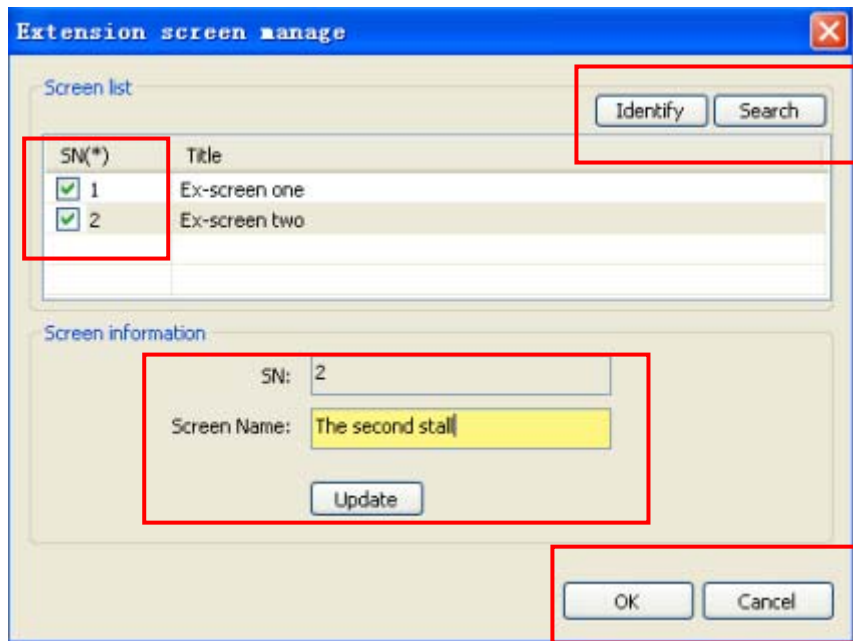 Extension screen manage
Screen list
Identify Search
SN(*) Title
1 Ex-screen one
2 Ex-screen two
Screen information
SN: 2
Screen Name: The second stall
Update
OK Cancel